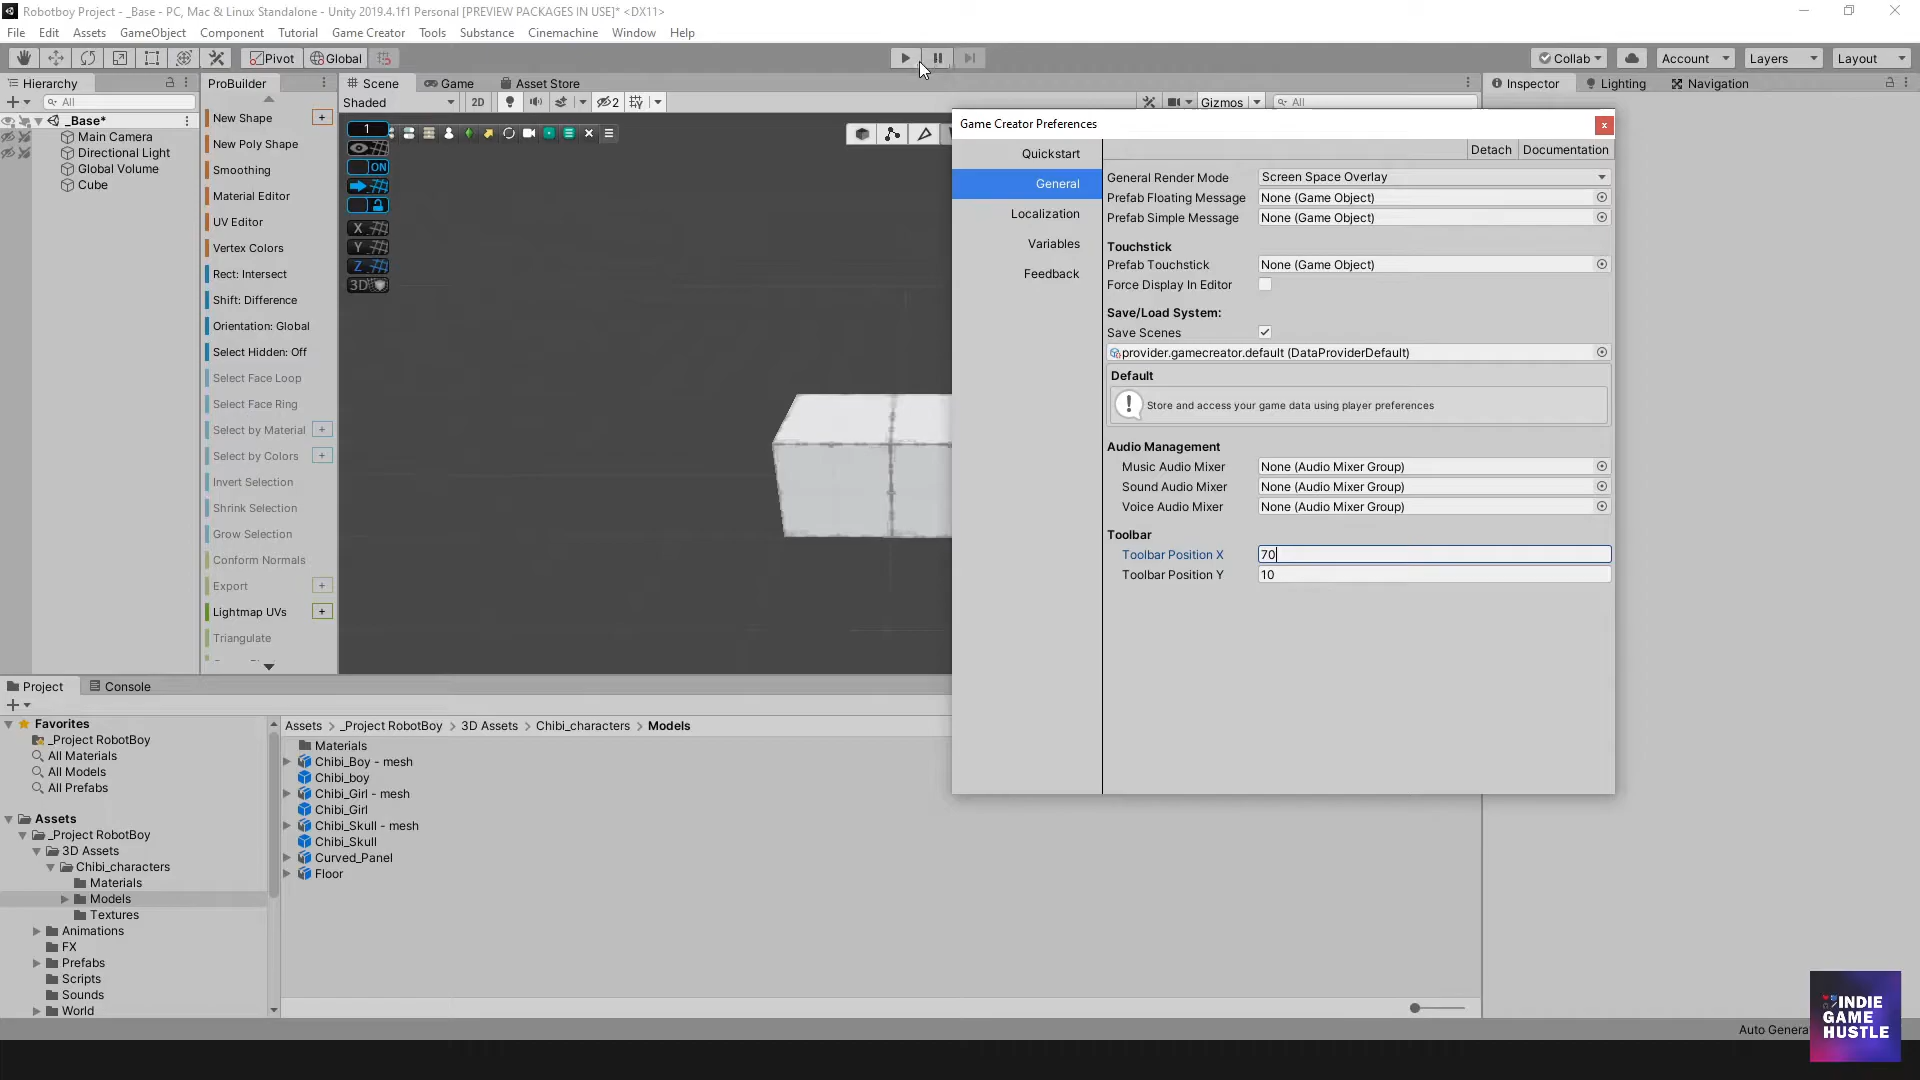 Robotboy Project - _Base - PC, Mac & Linux Standalone - Unity 2019.4.1f1 Personal [PREVIEW PACKAGES IN USE]* <DX11>
File Edit Assets GameObject Component Tutorial Game Creator Tools Substance Cinemachine Window Help
Pivot Global Collab Account Layers Layout
Hierarchy
All
_Base*
Main Camera
Directional Light
Global Volume
Cube
ProBuilder
New Shape +
New Poly Shape
Smoothing
Material Editor
UV Editor
Vertex Colors
Rect: Intersect
Shift: Difference
Orientation: Global
Select Hidden: Off
Select Face Loop
Select Face Ring
Select by Material +
Select by Colors +
Invert Selection
Shrink Selection
Grow Selection
Conform Normals
Export +
Lightmap UVs +
Triangulate
Scene Game Asset Store
Shaded 2D 2 Gizmos All
1
ON
X
Y
Z
3D
Inspector Lighting Navigation
Game Creator Preferences x
Quickstart
General
Localization
Variables
Feedback
Detach Documentation
General Render Mode Screen Space Overlay
Prefab Floating Message None (Game Object)
Prefab Simple Message None (Game Object)
Touchstick
Prefab Touchstick None (Game Object)
Force Display In Editor
Save/Load System:
Save Scenes
provider.gamecreator.default (DataProviderDefault)
Default
Store and access your game data using player preferences
Audio Management
Music Audio Mixer None (Audio Mixer Group)
Sound Audio Mixer None (Audio Mixer Group)
Voice Audio Mixer None (Audio Mixer Group)
Toolbar
Toolbar Position X 70
Toolbar Position Y 10
Project Console
Favorites
_Project RobotBoy
All Materials
All Models
All Prefabs
Assets
_Project RobotBoy
3D Assets
Chibi_characters
Materials
Models
Textures
Animations
FX
Prefabs
Scripts
Sounds
World
Assets > _Project RobotBoy > 3D Assets > Chibi_characters > Models
Materials
Chibi_Boy - mesh
Chibi_boy
Chibi_Girl - mesh
Chibi_Girl
Chibi_Skull - mesh
Chibi_Skull
Curved_Panel
Floor
Auto Genera
INDIE
GAME
HUSTLE